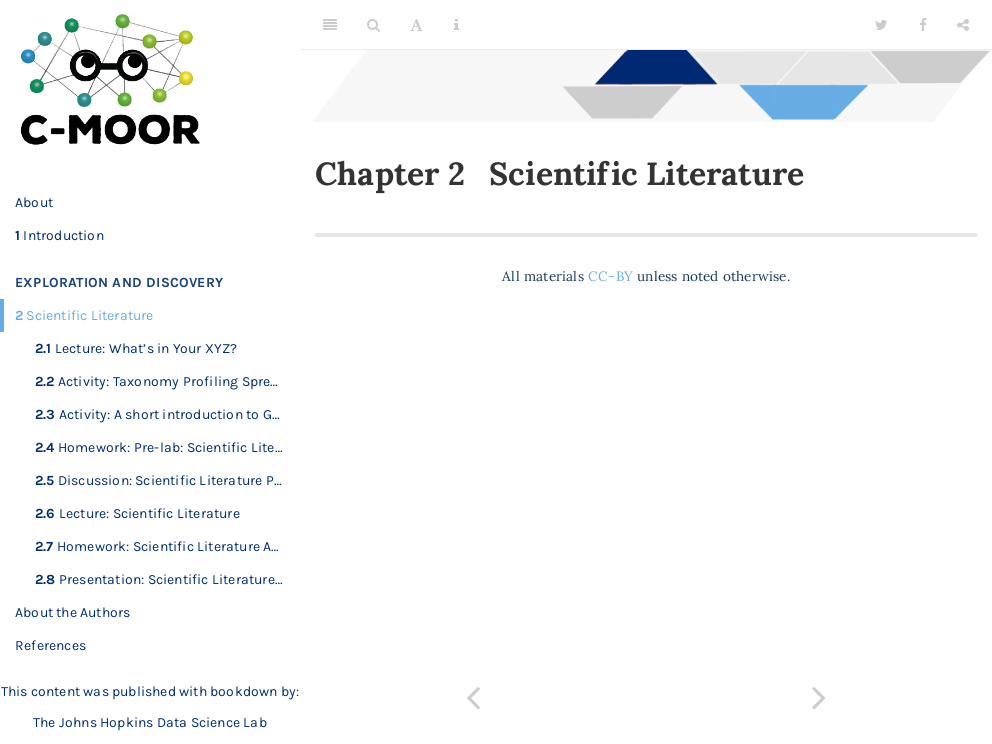 C-MOOR
About
1 Introduction
EXPLORATION AND DISCOVERY
2 Scientific Literature
2.1 Lecture: What's in Your XYZ?
2.2 Activity: Taxonomy Profiling Spre...
2.3 Activity: A short introduction to G...
2.4 Homework: Pre-lab: Scientific Lite...
2.5 Discussion: Scientific Literature P...
2.6 Lecture: Scientific Literature
2.7 Homework: Scientific Literature A...
2.8 Presentation: Scientific Literature...
About the Authors
References
This content was published with bookdown by:
The Johns Hopkins Data Science Lab
A
Chapter 2 Scientific Literature
All materials CC-BY unless noted otherwise.